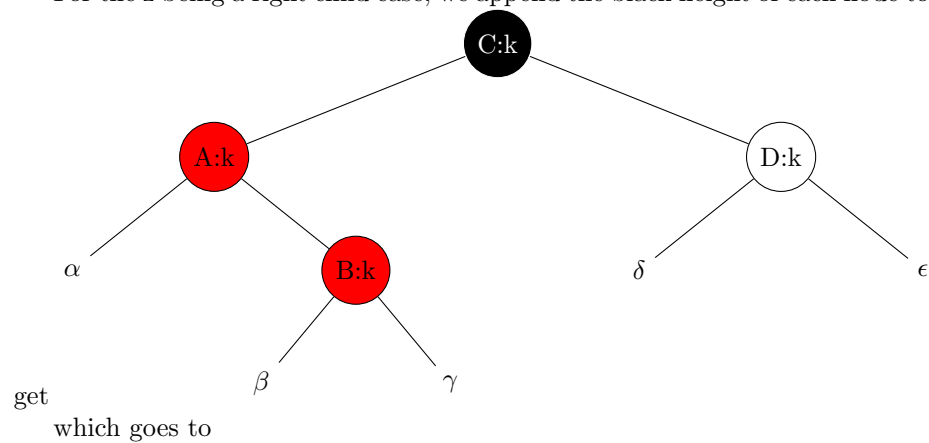 For the z being a right child case, we append the black height of each node to
C:k
A:k D:k
α B:k δ ϵ
β γ
get
which goes to